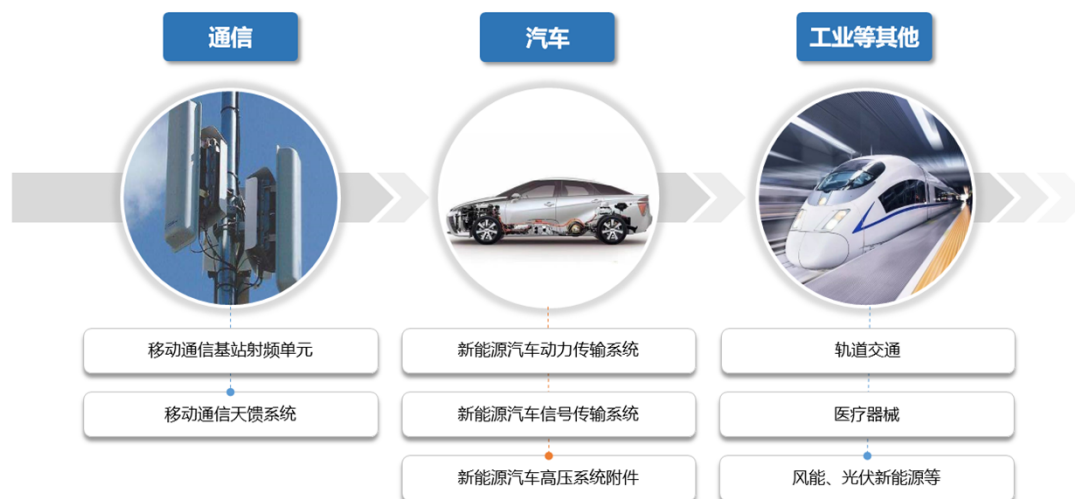 通信
汽车
工业等其他
移动通信基站射频单元
新能源汽车动力传输系统
轨道交通
移动通信天馈系统
新能源汽车信号传输系统
医疗器械
新能源汽车高压系统附件
风能、光伏新能源等